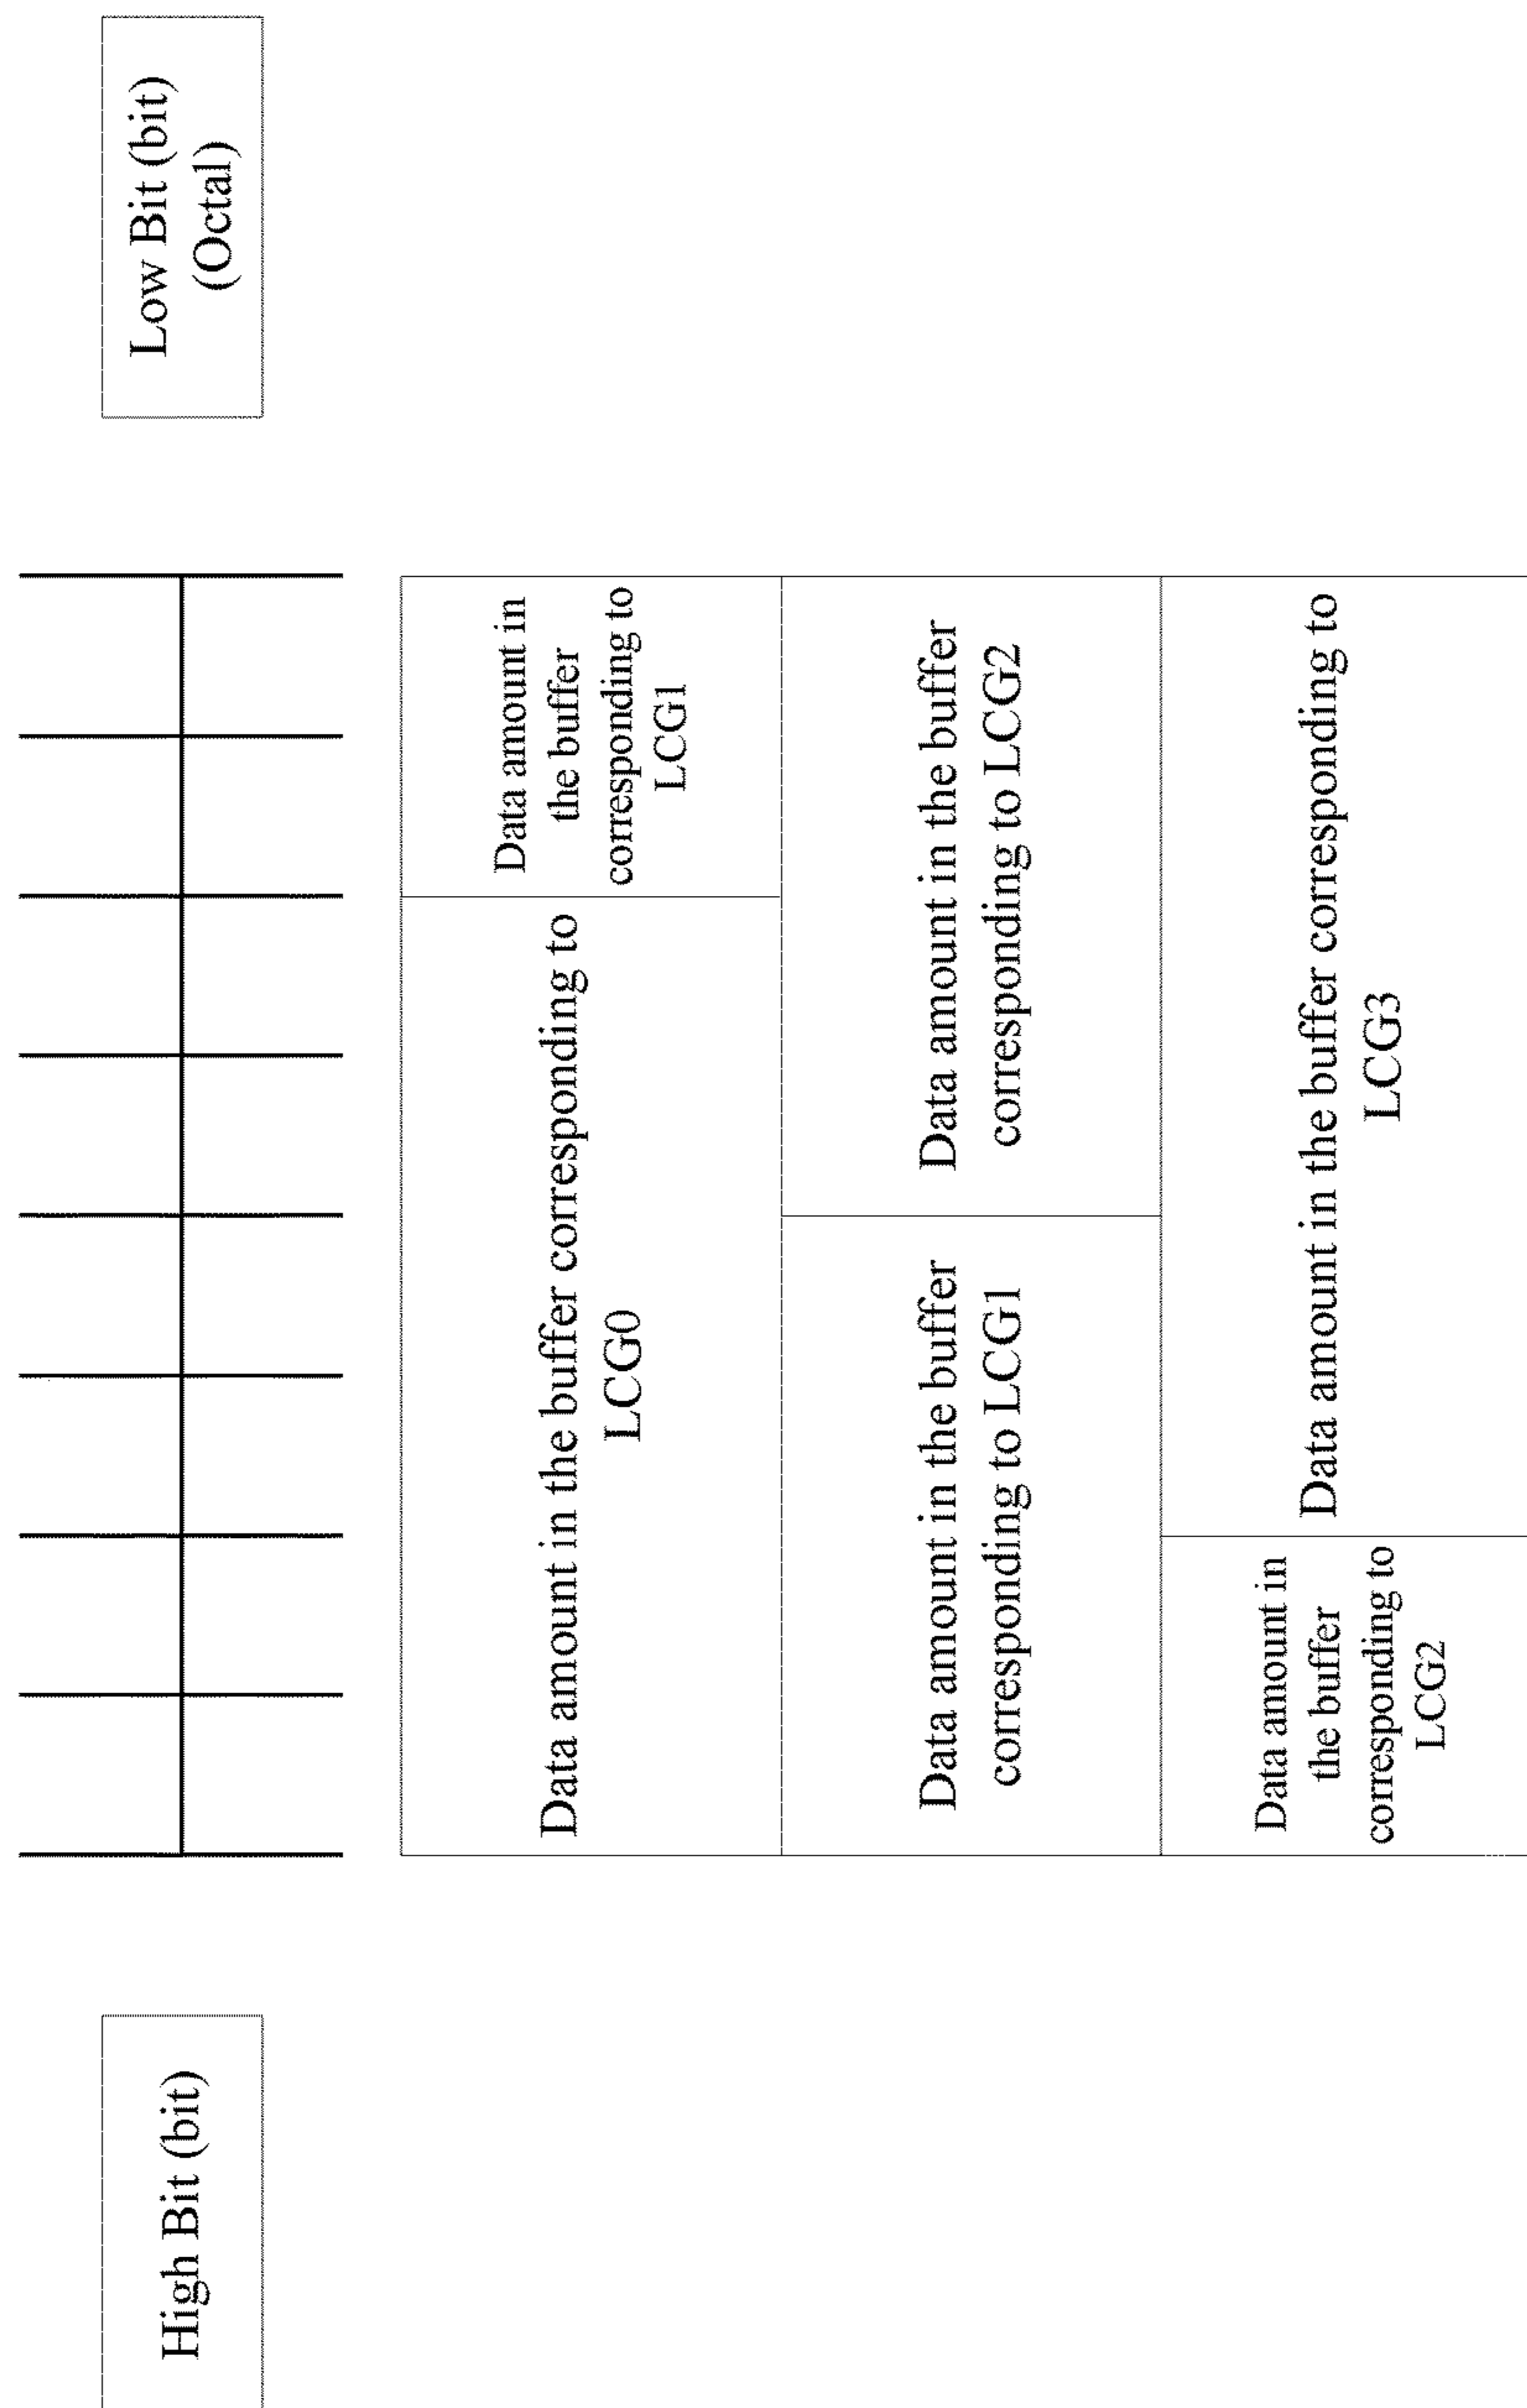 High Bit (bit)
Low Bit (bit)
(Octal)
Data amount in the buffer corresponding to
LCG0
Data amount in
the buffer
corresponding to
LCG1
Data amount in the buffer
corresponding to LCG1
Data amount in the buffer
corresponding to LCG2
Data amount in
the buffer
corresponding to
LCG2
Data amount in the buffer corresponding to
LCG3